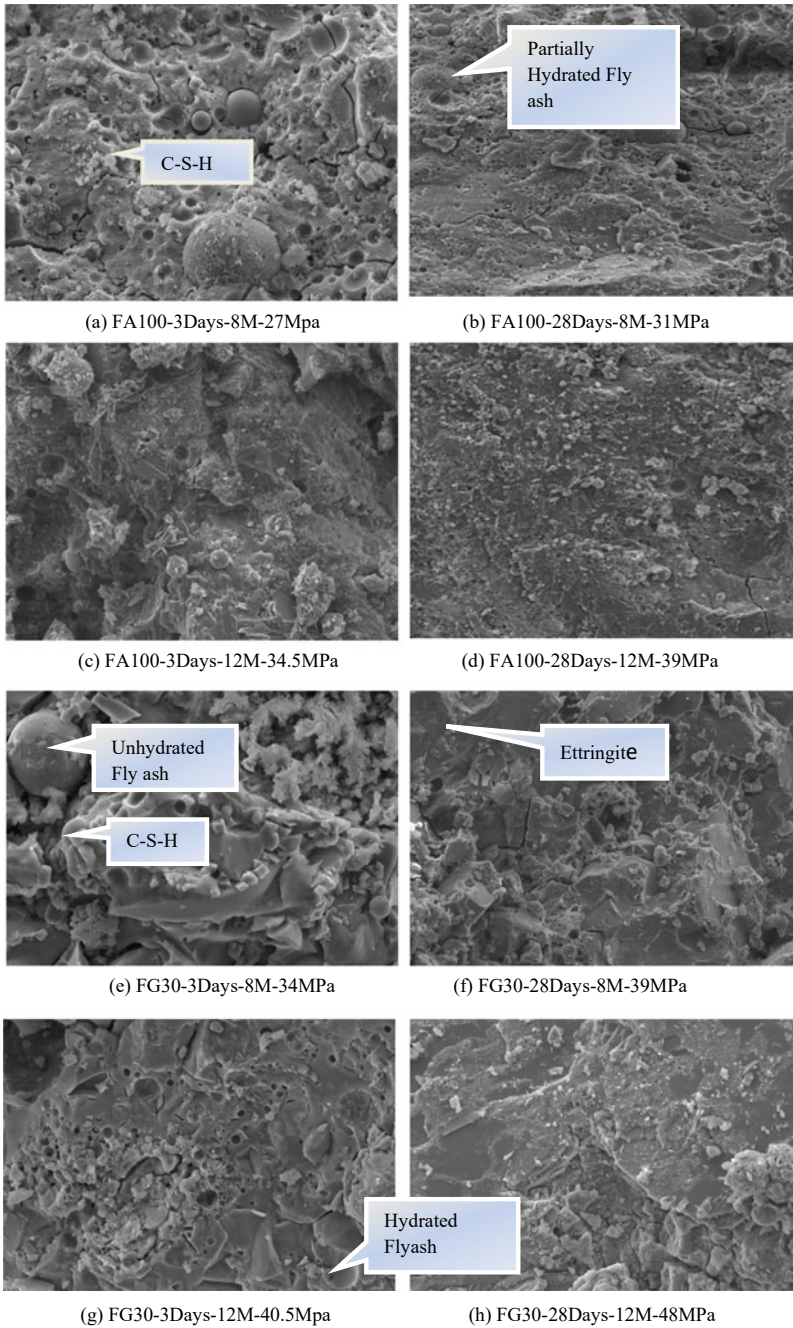 Partially
Hydrated Fly
ash
C-S-H
(a) FA100-3Days-8M-27Mpa
(b) FA100-28Days-8M-31MPa
(c) FA100-3Days-12M-34.5MPa
(d) FA100-28Days-12M-39MPa
Unhydrated
Fly ash
C-S-H
Ettringite
(e) FG30-3Days-8M-34MPa
(f) FG30-28Days-8M-39MPa
Hydrated
Flyash
(g) FG30-3Days-12M-40.5Mpa
(h) FG30-28Days-12M-48MPa